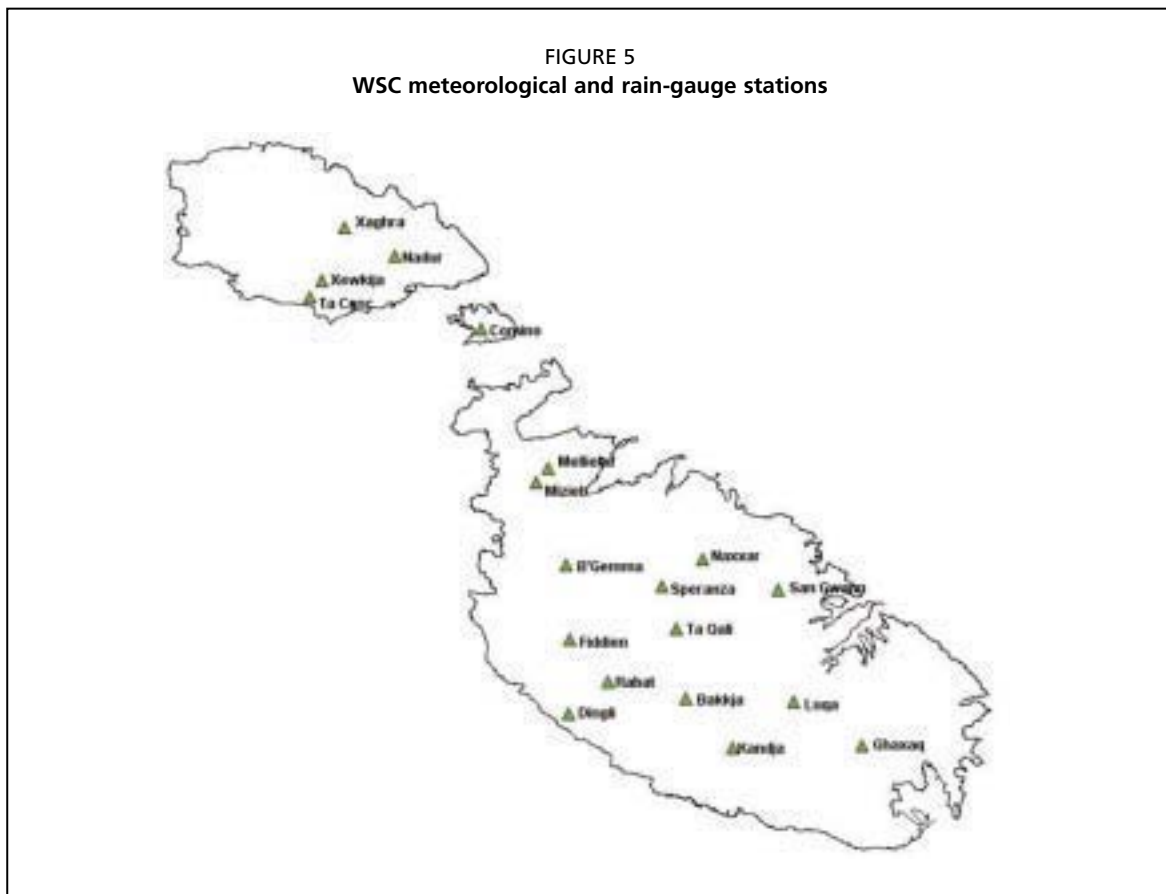 FIGURE 5
WSC meteorological and rain-gauge stations
Xaghra
Nadur
Xewkija
Ta Cenc
Comino
Mellieha
Mizieb
B'Gemma
Naxxar
Speranza
San Gwann
Ta Qali
Fiddien
Rabat
Bakkja
Luqa
Dingli
Kandja
Ghaxaq